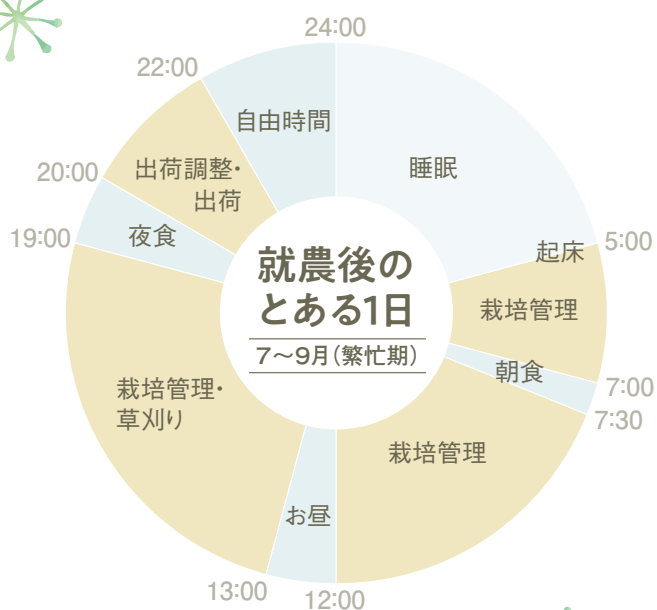 24:00
22:00
自由時間
睡眠
出荷調整・
出荷
20:00
夜食
19:00
5:00
起床
就農後の
とある1日
7〜9月(繁忙期)
栽培管理
朝食
7:00
7:30
栽培管理・
草刈り
栽培管理
お昼
13:00
12:00